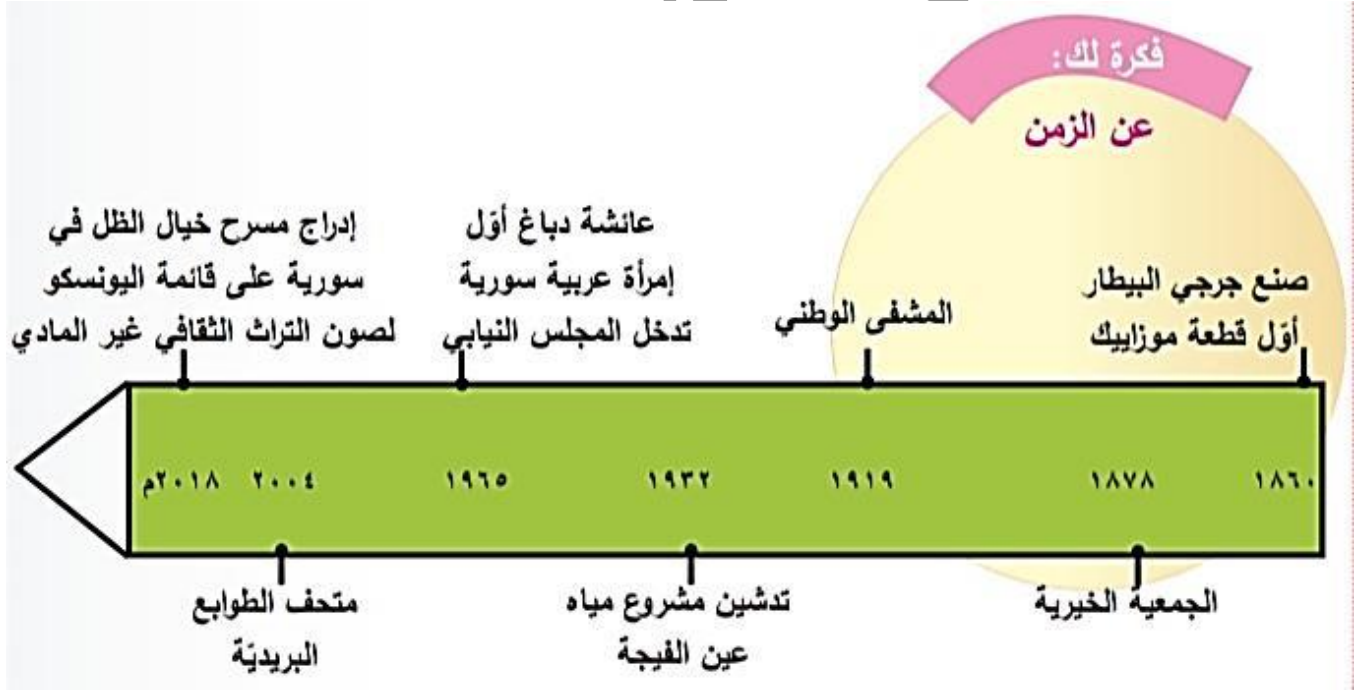 فكرة لك:
عن الزمن
صنع جرجي البيطار
أوّل قطعة موزاييك
المشفى الوطني
عائشة دباغ أوّل
إمرأة عربية سورية
تدخل المجلس النيابي
إدراج مسرح خيال الظل في
سورية على قائمة اليونسكو
لصون التراث الثقافي غير المادي
١٨٦٠ ١٨٧٨ ١٩١٩ ١٩٣٢ ١٩٦٥ ٢٠٠٤ ٢٠١٨م
الجمعية الخيرية
تدشين مشروع مياه
عين الفيجة
متحف الطوابع
البريديّة